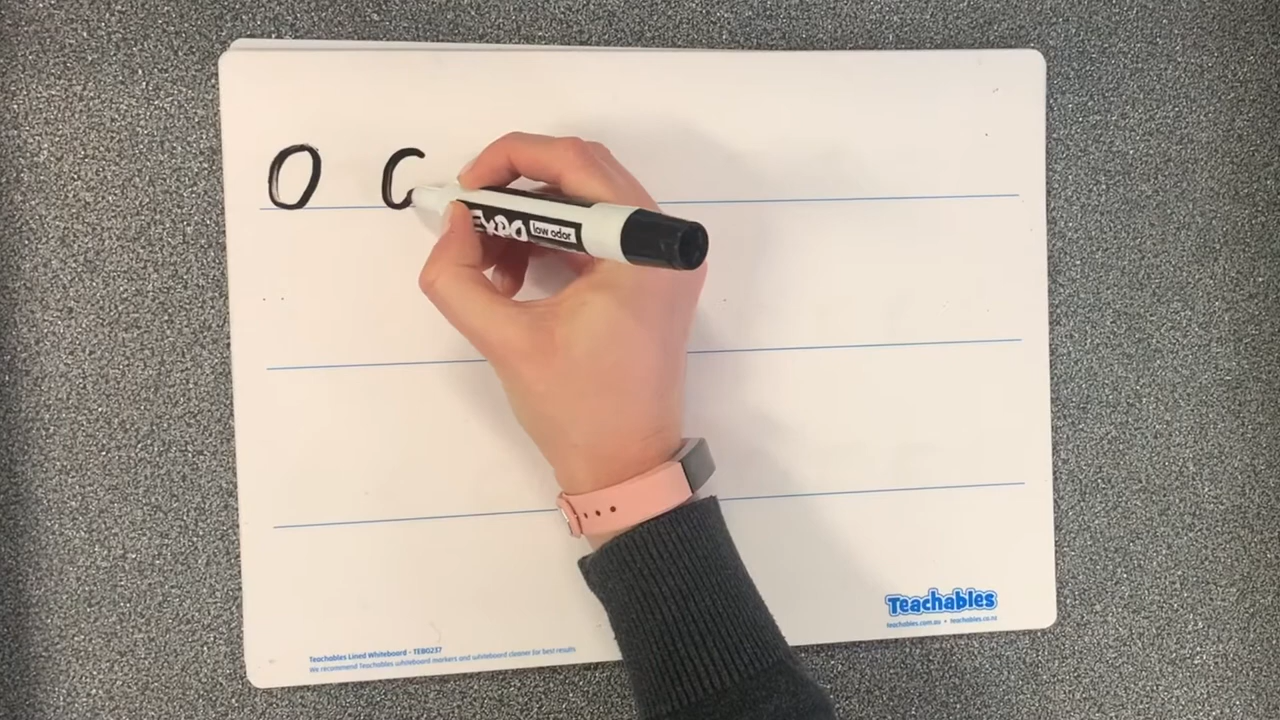 O C
low odor
Teachables
teachables.com.au • teachables.co.nz
Teachables Lined Whiteboard - TEB0237
We recommend Teachables whiteboard markers and whiteboard cleaner for best results